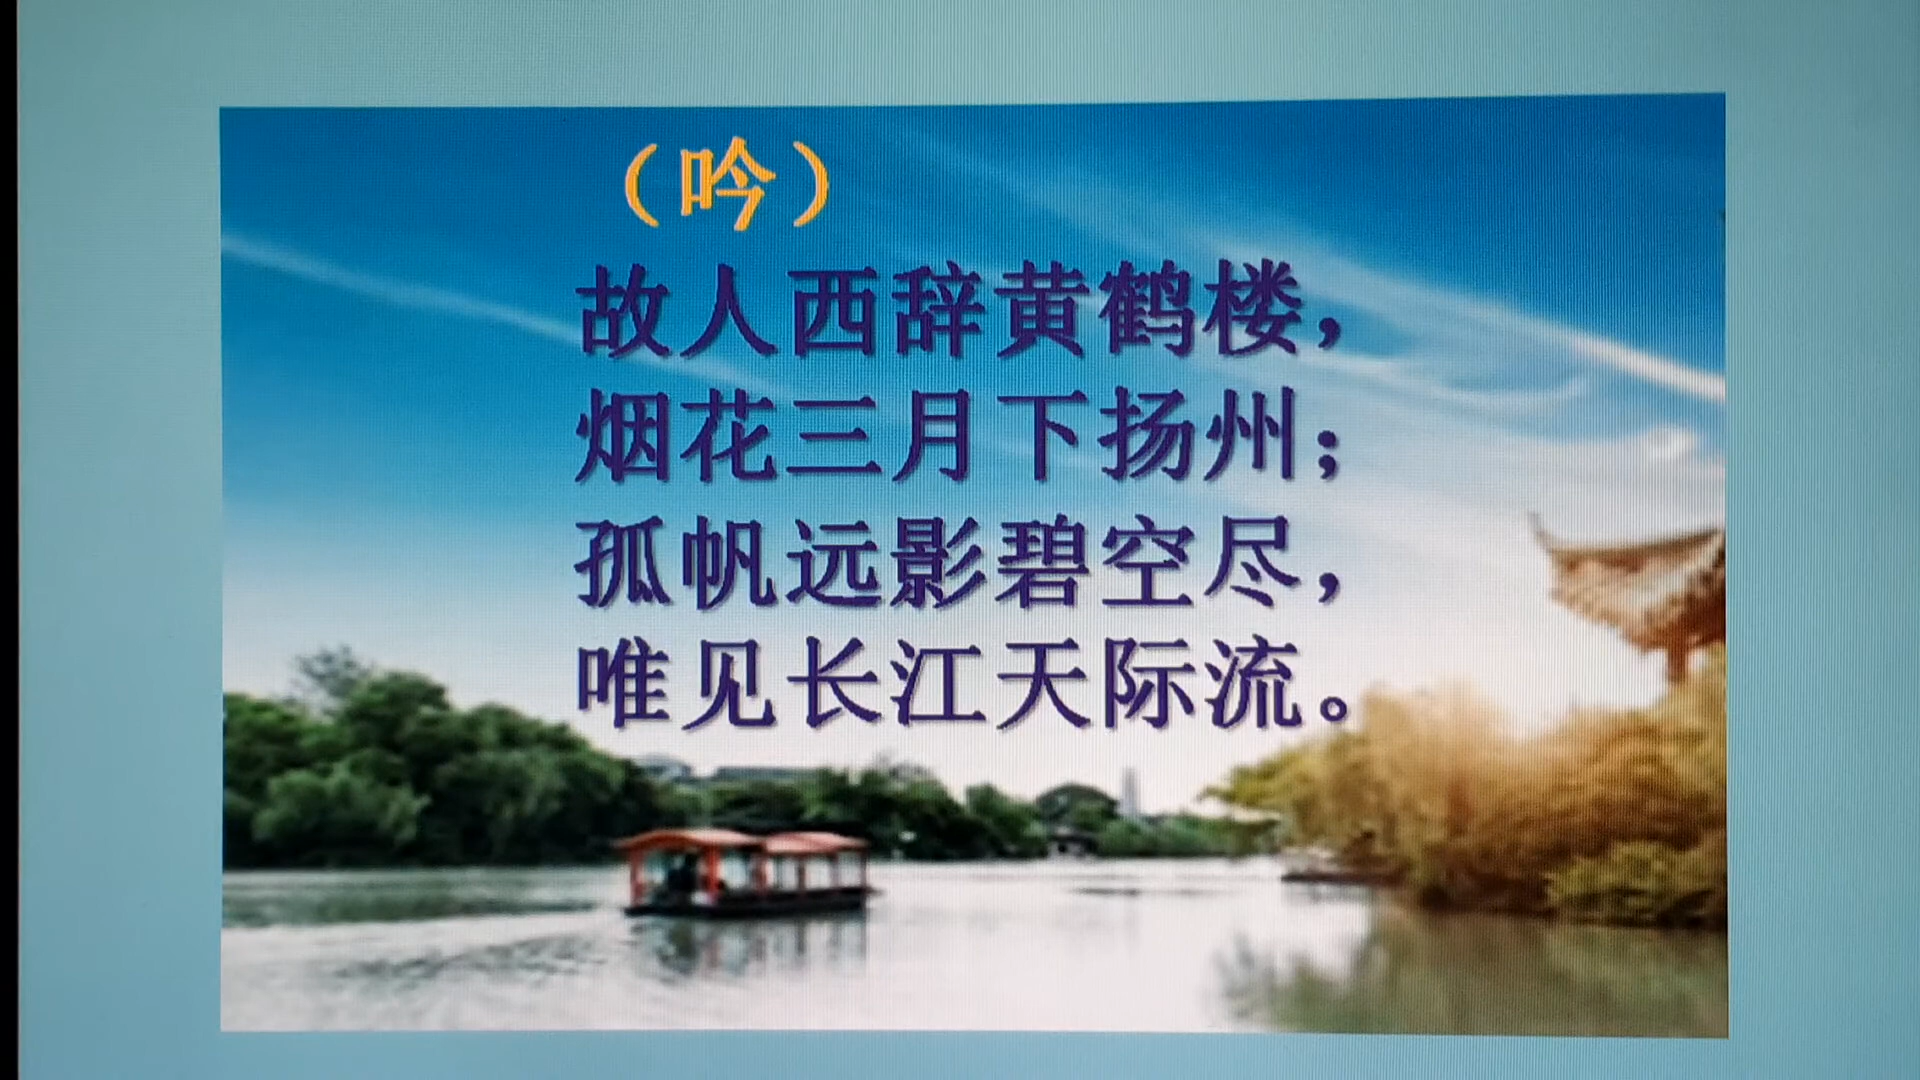 （吟）
故人西辞黄鹤楼，
烟花三月下扬州；
孤帆远影碧空尽，
唯见长江天际流。